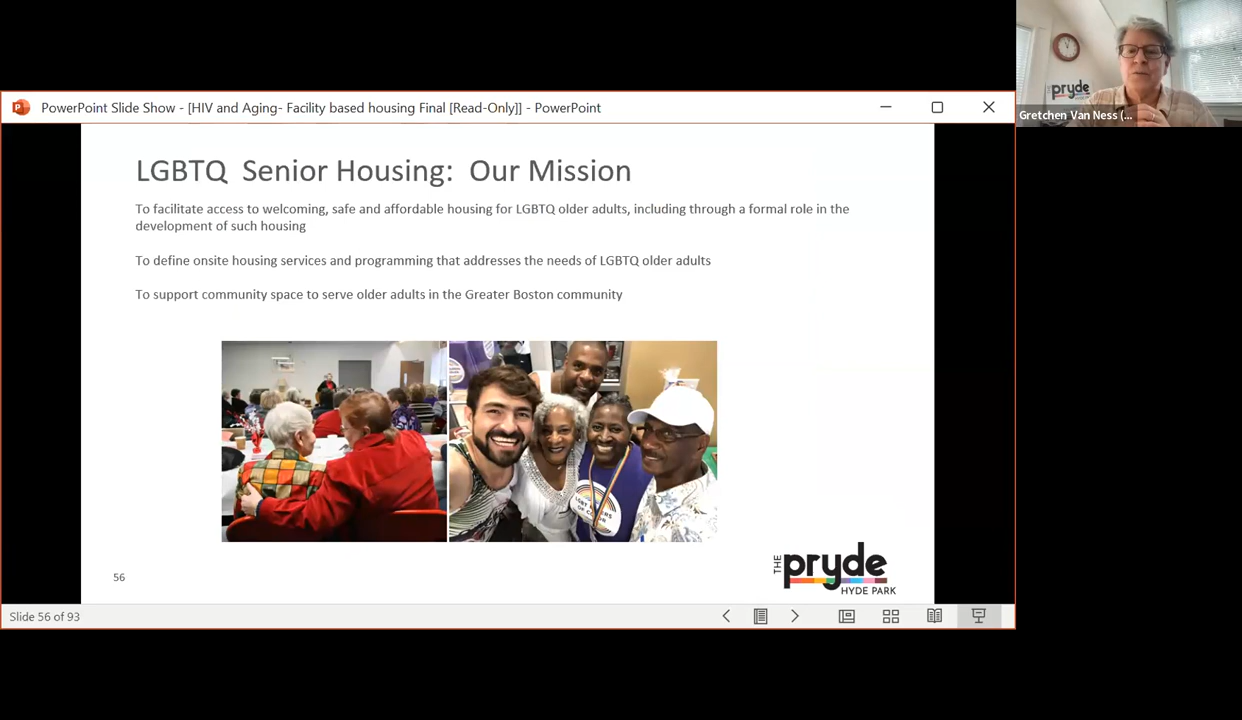 PowerPoint Slide Show - [HIV and Aging- Facility based housing Final [Read-Only]] - PowerPoint
pryde
Gretchen Van Ness (...
LGBTQ  Senior Housing:  Our Mission
To facilitate access to welcoming, safe and affordable housing for LGBTQ older adults, including through a formal role in the
development of such housing
To define onsite housing services and programming that addresses the needs of LGBTQ older adults
To support community space to serve older adults in the Greater Boston community
LGBT
OF COLOR
THE pryde
HYDE PARK
56
Slide 56 of 93